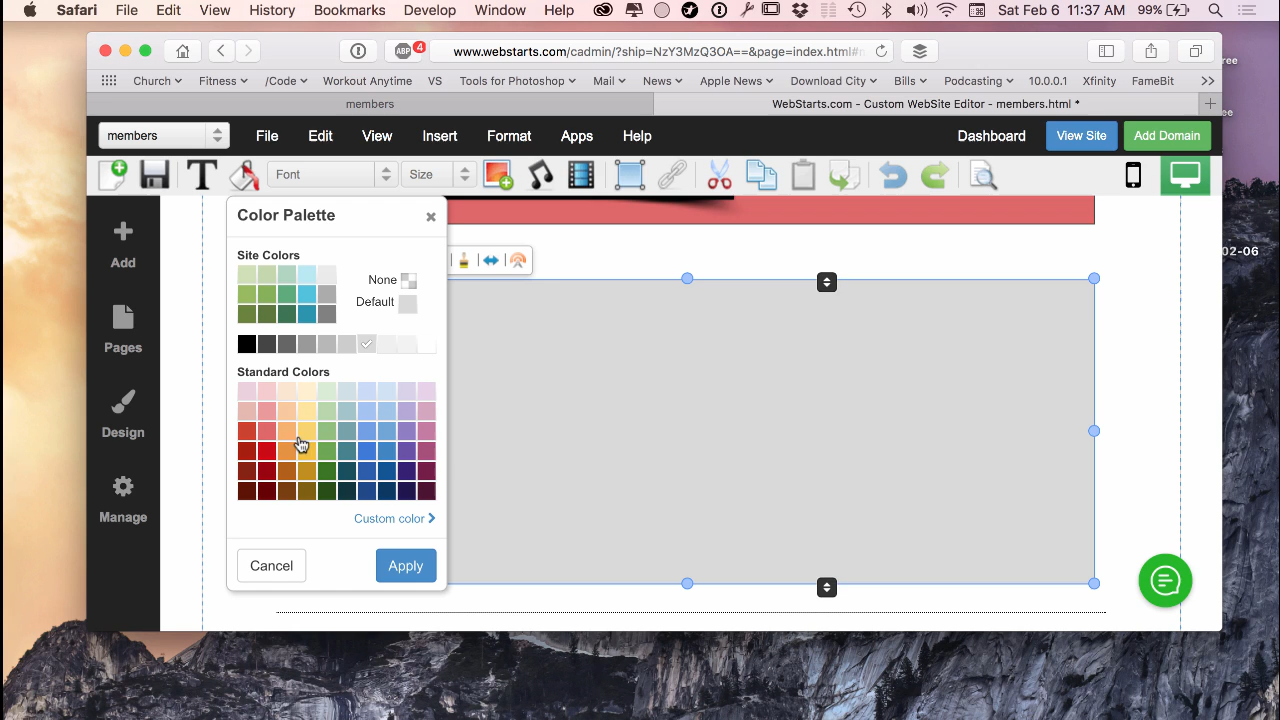 Safari File Edit View History Bookmarks Develop Window Help Sat Feb 6 11:37 AM 99%
ree
ABP 4 www.webstarts.com/cadmin/?ship=NzY3MzQ3OA==&page=index.html#
Church Fitness /Code Workout Anytime VS Tools for Photoshop Mail News Apple News Download City Bills Podcasting 10.0.0.1 Xfinity FameBit
members WebStarts.com - Custom WebSite Editor - members.html *
ee
members File Edit View Insert Format Apps Help Dashboard View Site Add Domain
T Font Size
Color Palette
Site Colors
None
Default
Standard Colors
Custom color
Cancel Apply
Add
Pages
Design
Manage
02-06